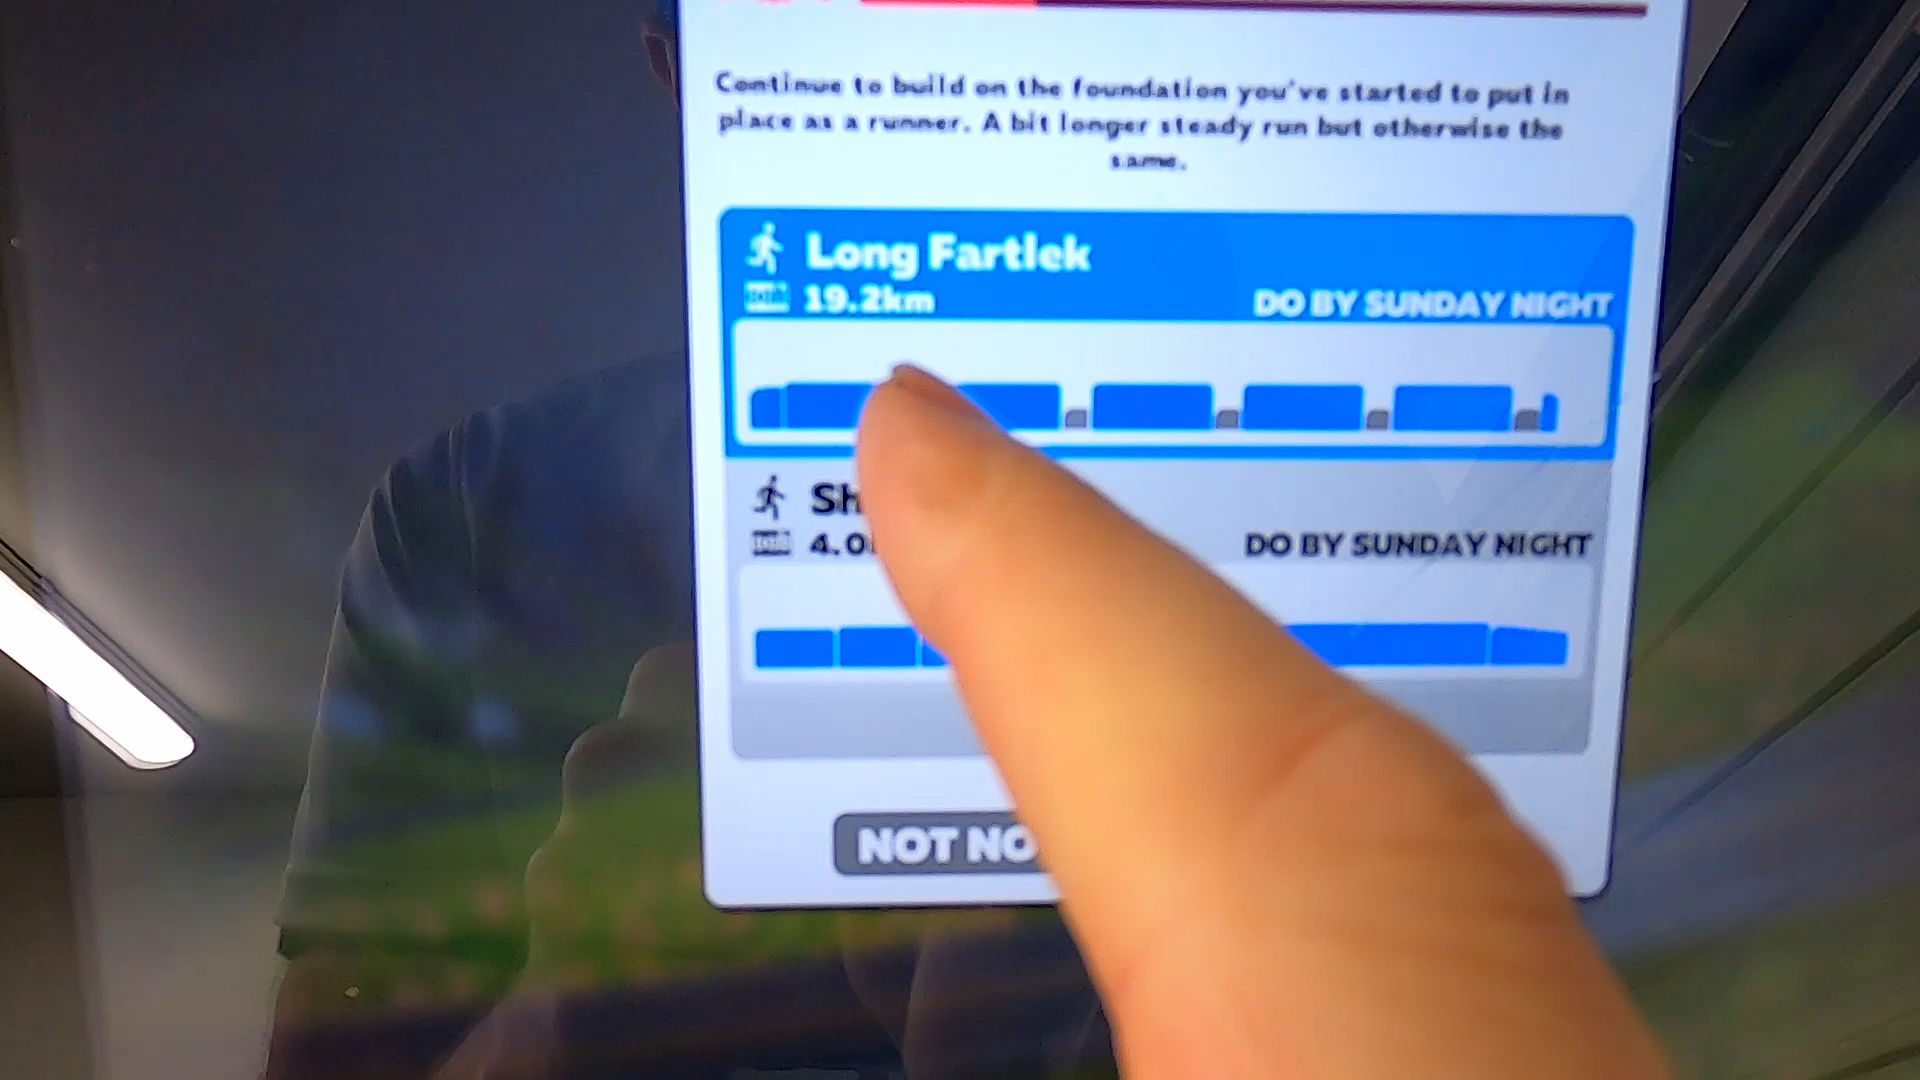 Continue to build on the foundation you've started to put in
place as a runner. A bit longer steady run but otherwise the
same.
Long Fartlek
19.2km
DO BY SUNDAY NIGHT
Sh
4.0
DO BY SUNDAY NIGHT
NOT NO